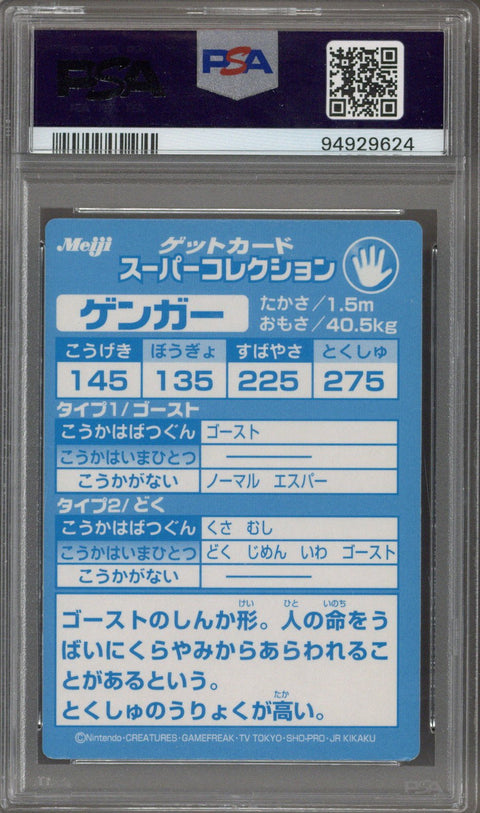 PSA
PSA
94929624
Meiji
ゲットカード
スーパーコレクション
ゲンガー
たかさ/1.5m
おもさ/40.5kg
こうげき ぼうぎょ すばやさ とくしゅ
145 135 225 275
タイプ1/ゴースト
こうかはばつぐん ゴースト
こうかはいまひとつ ―
こうかがない ノーマル エスパー
タイプ2/どく
こうかはばつぐん くさ むし
こうかはいまひとつ どく じめん いわ ゴースト
こうかがない ―
けい ひと いのち
ゴーストのしんか形。人の命をう
ばいにくらやみからあらわれるこ
とがあるという。
たか
とくしゅのうりょくが高い。
©Nintendo・CREATURES・GAMEFREAK・TV TOKYO・SHO-PRO・JR KIKAKU
PSA